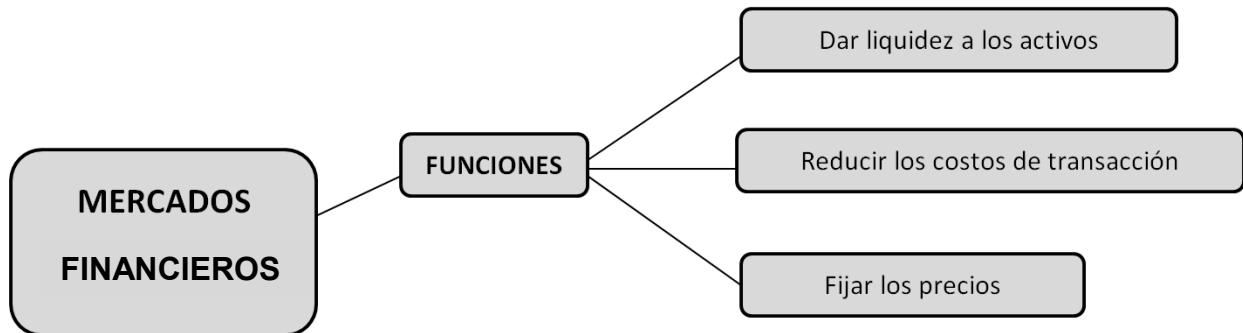 MERCADOS
FINANCIEROS
FUNCIONES
Dar liquidez a los activos
Reducir los costos de transacción
Fijar los precios